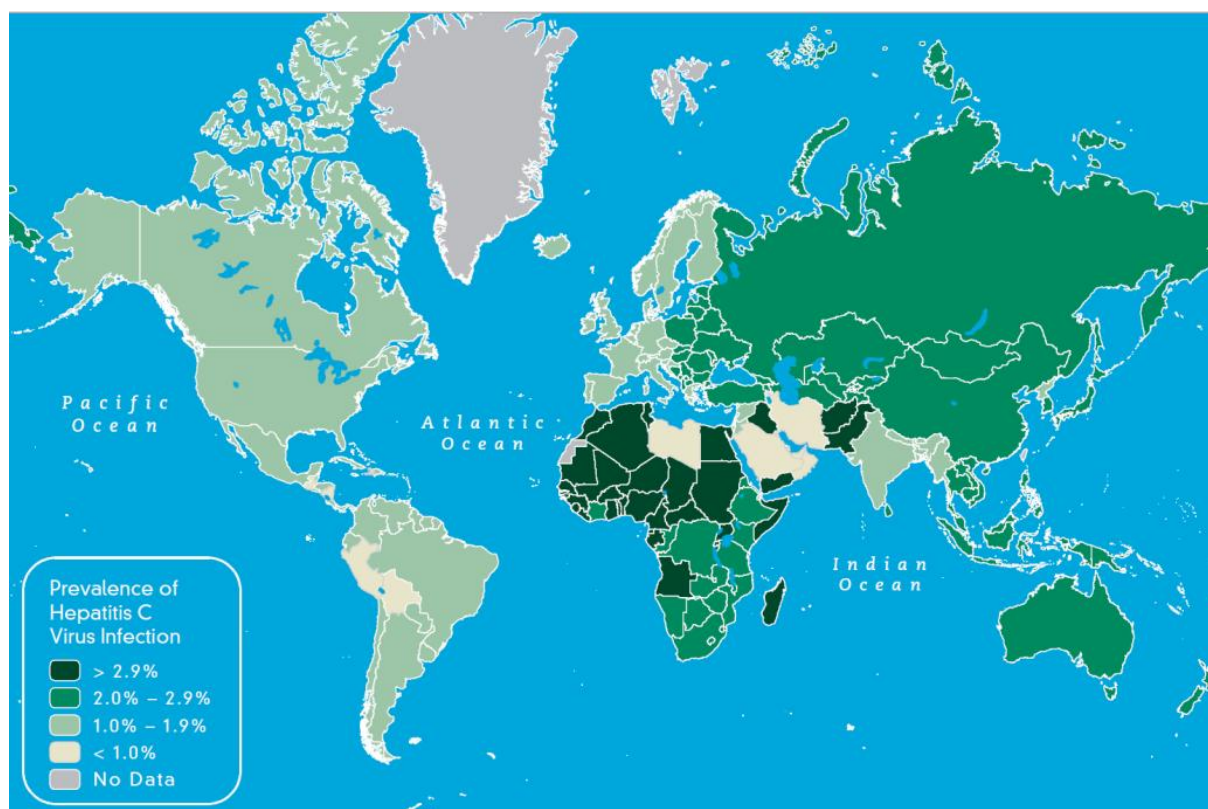 Pacific
Ocean
Atlantic
Ocean
Indian
Ocean
Prevalence of
Hepatitis C
Virus Infection
> 2.9%
2.0% – 2.9%
1.0% – 1.9%
< 1.0%
No Data